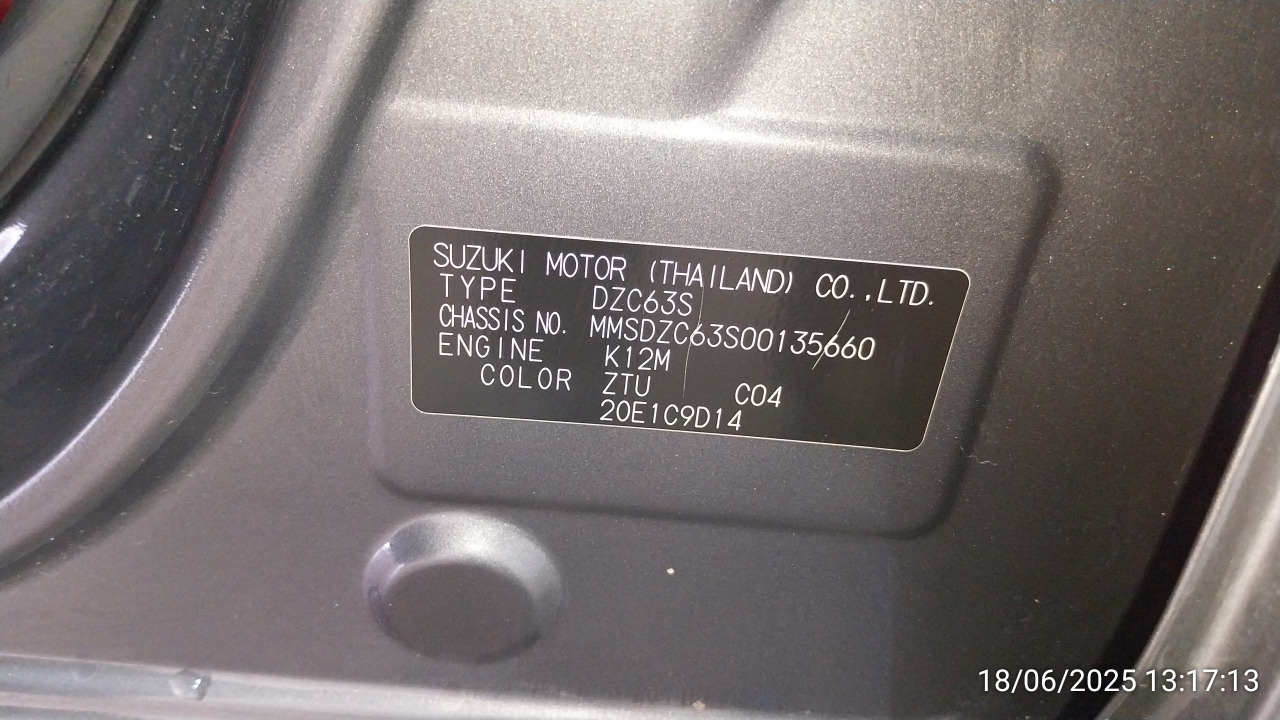 SUZUKI MOTOR (THAILAND) CO.,LTD.
TYPE DZC63S
CHASSIS NO. MMSDZC63S00135660
ENGINE K12M
COLOR ZTU C04
20E1C9D14
18/06/2025 13:17:13